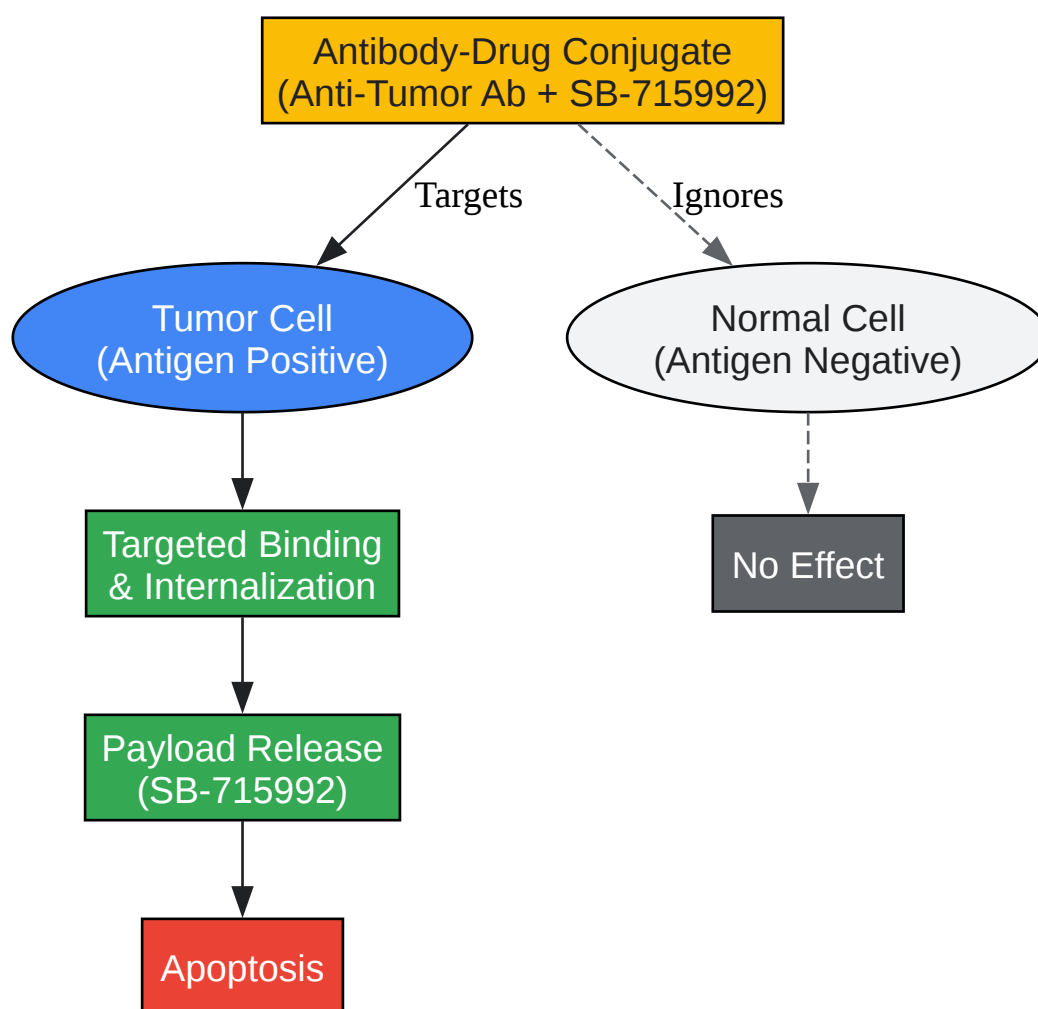 Antibody-Drug Conjugate
(Anti-Tumor Ab + SB-715992)
Targets
Ignores
Tumor Cell
(Antigen Positive)
Normal Cell
(Antigen Negative)
Targeted Binding
& Internalization
No Effect
Payload Release
(SB-715992)
Apoptosis